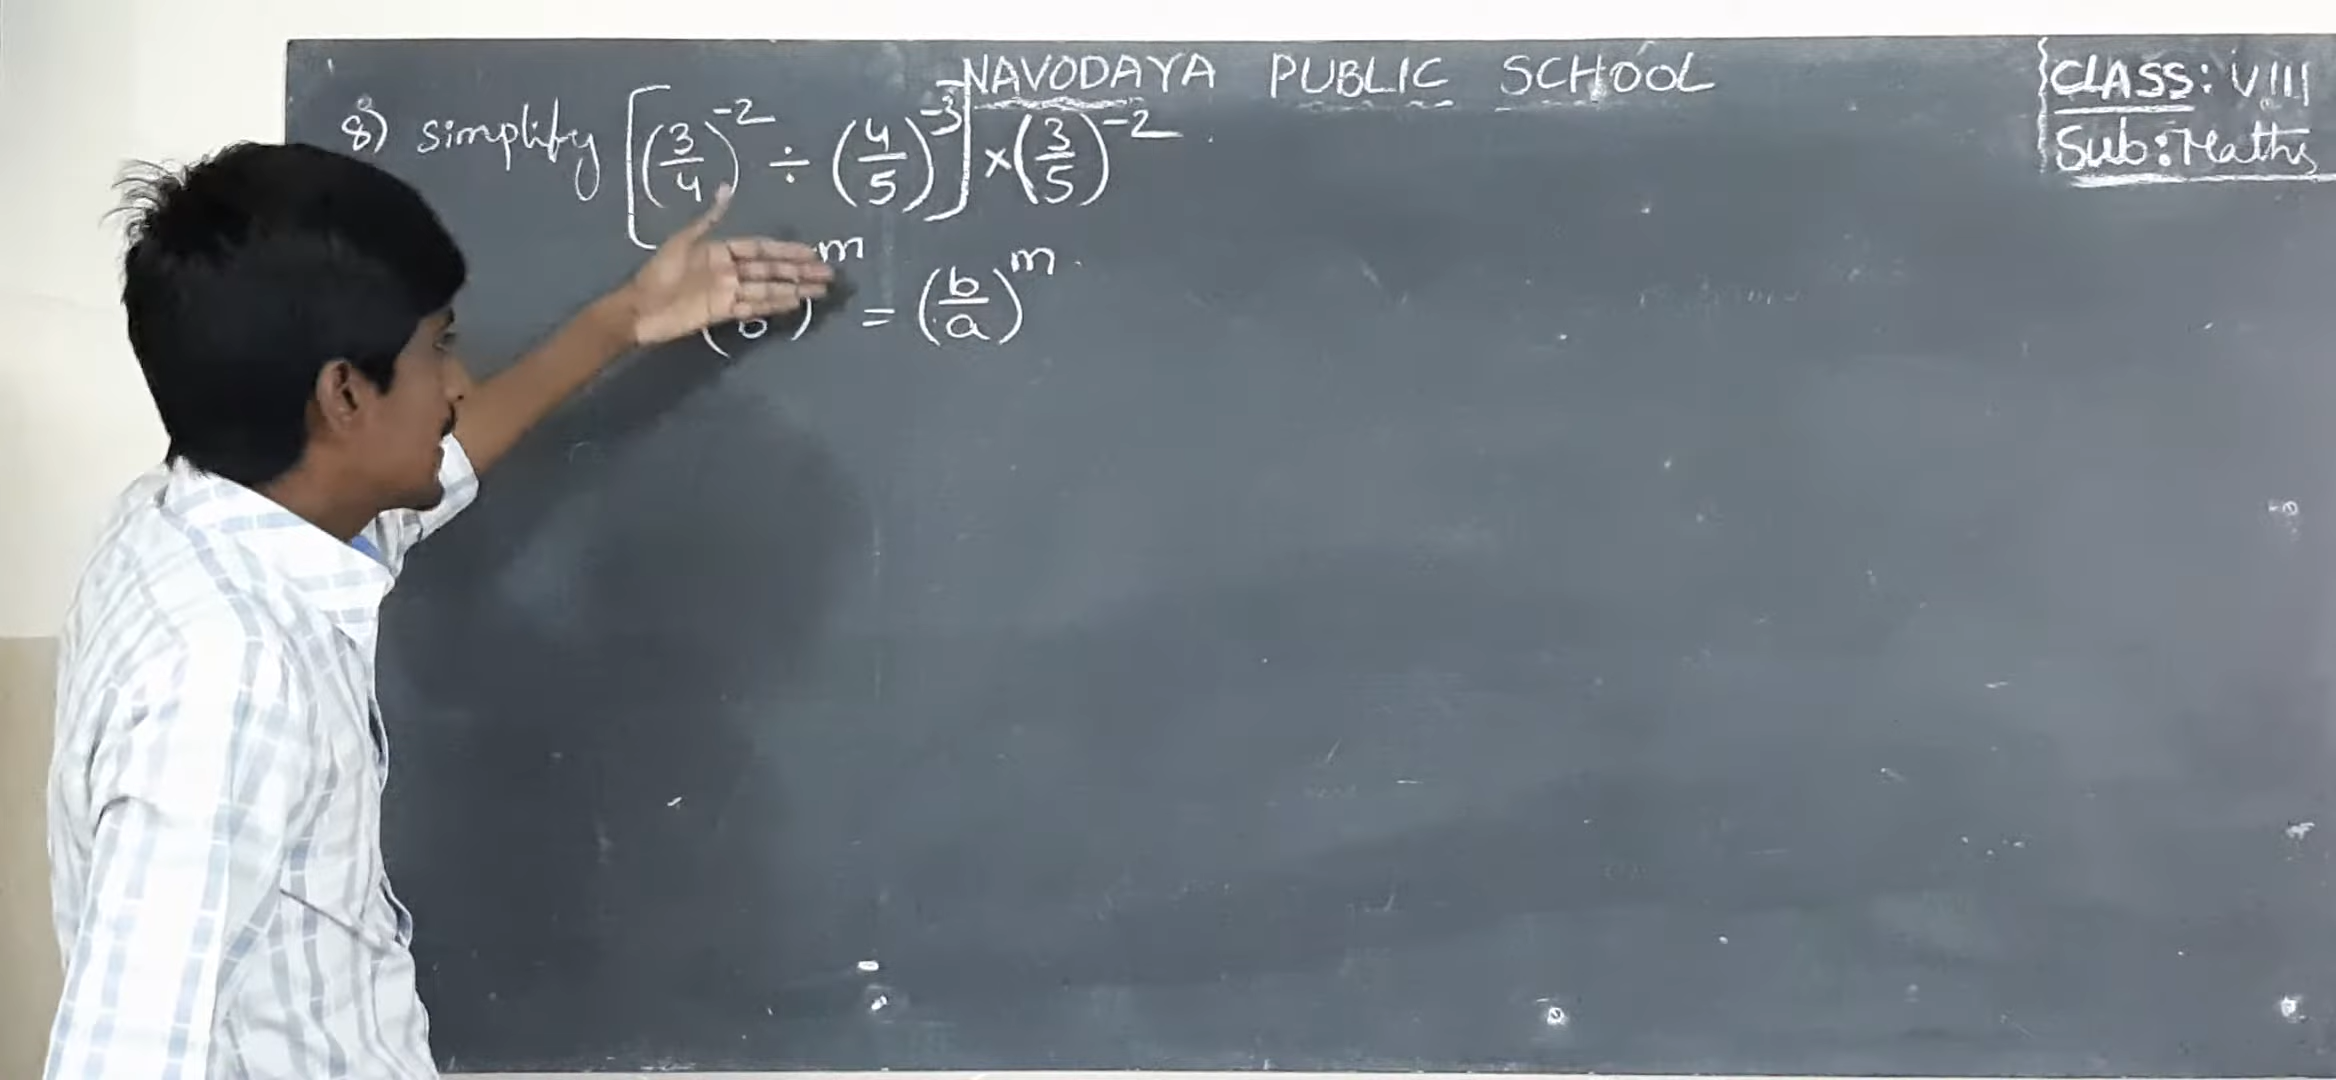 NAVODAYA PUBLIC SCHOOL
CLASS: VIII
Sub: Maths
8) simplify [(3/4)^-2 ÷ (4/5)^-3] × (3/5)^-2
b) m = (b/a)^m